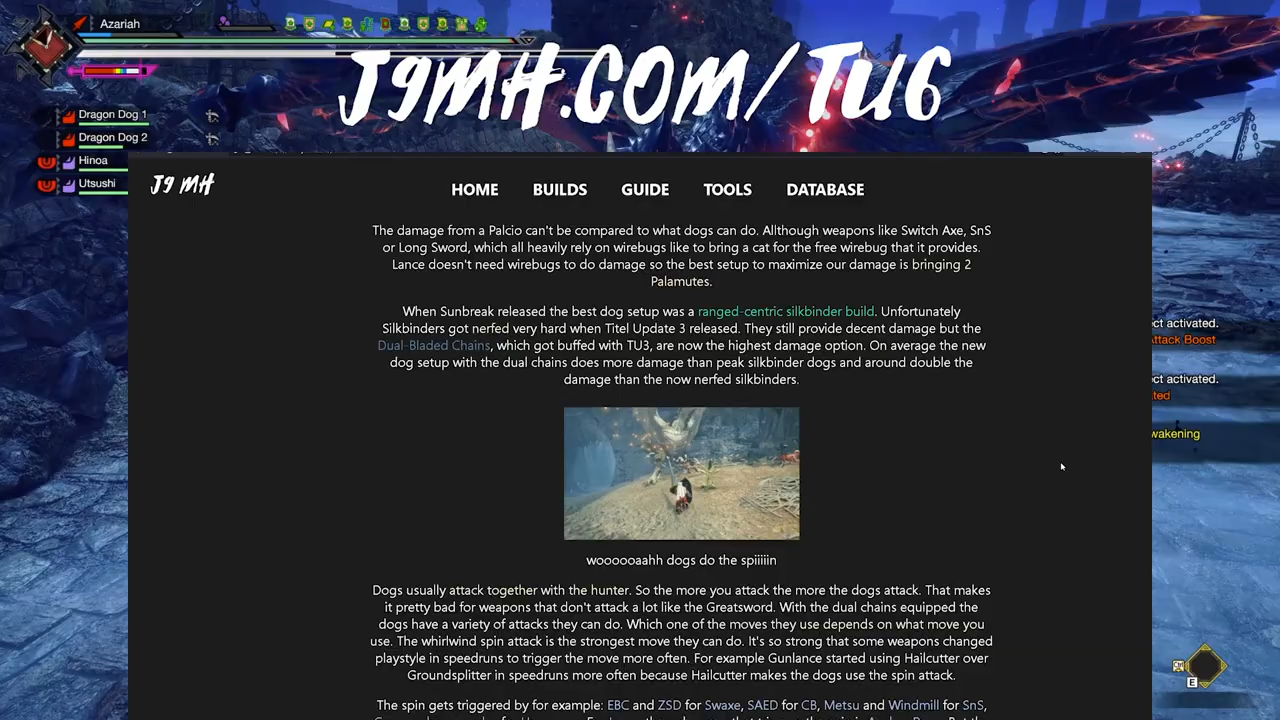 Azariah
J9MH.COM/TU6
Dragon Dog 1
Dragon Dog 2
Hinoa
Utsushi
J9 MH
HOME BUILDS GUIDE TOOLS DATABASE
The damage from a Palcio can't be compared to what dogs can do. Allthough weapons like Switch Axe, SnS
or Long Sword, which all heavily rely on wirebugs like to bring a cat for the free wirebug that it provides.
Lance doesn't need wirebugs to do damage so the best setup to maximize our damage is bringing 2
Palamutes.
When Sunbreak released the best dog setup was a ranged-centric silkbinder build. Unfortunately
Silkbinders got nerfed very hard when Titel Update 3 released. They still provide decent damage but the
Dual-Bladed Chains, which got buffed with TU3, are now the highest damage option. On average the new
dog setup with the dual chains does more damage than peak silkbinder dogs and around double the
damage than the now nerfed silkbinders.
ct activated.
Attack Boost
ct activated.
ated
wakening
woooooaahh dogs do the spiiiiin
Dogs usually attack together with the hunter. So the more you attack the more the dogs attack. That makes
it pretty bad for weapons that don't attack a lot like the Greatsword. With the dual chains equipped the
dogs have a variety of attacks they can do. Which one of the moves they use depends on what move you
use. The whirlwind spin attack is the strongest move they can do. It's so strong that some weapons changed
playstyle in speedruns to trigger the move more often. For example Gunlance started using Hailcutter over
Groundsplitter in speedruns more often because Hailcutter makes the dogs use the spin attack.
The spin gets triggered by for example: EBC and ZSD for Swaxe, SAED for CB, Metsu and Windmill for SnS,
E